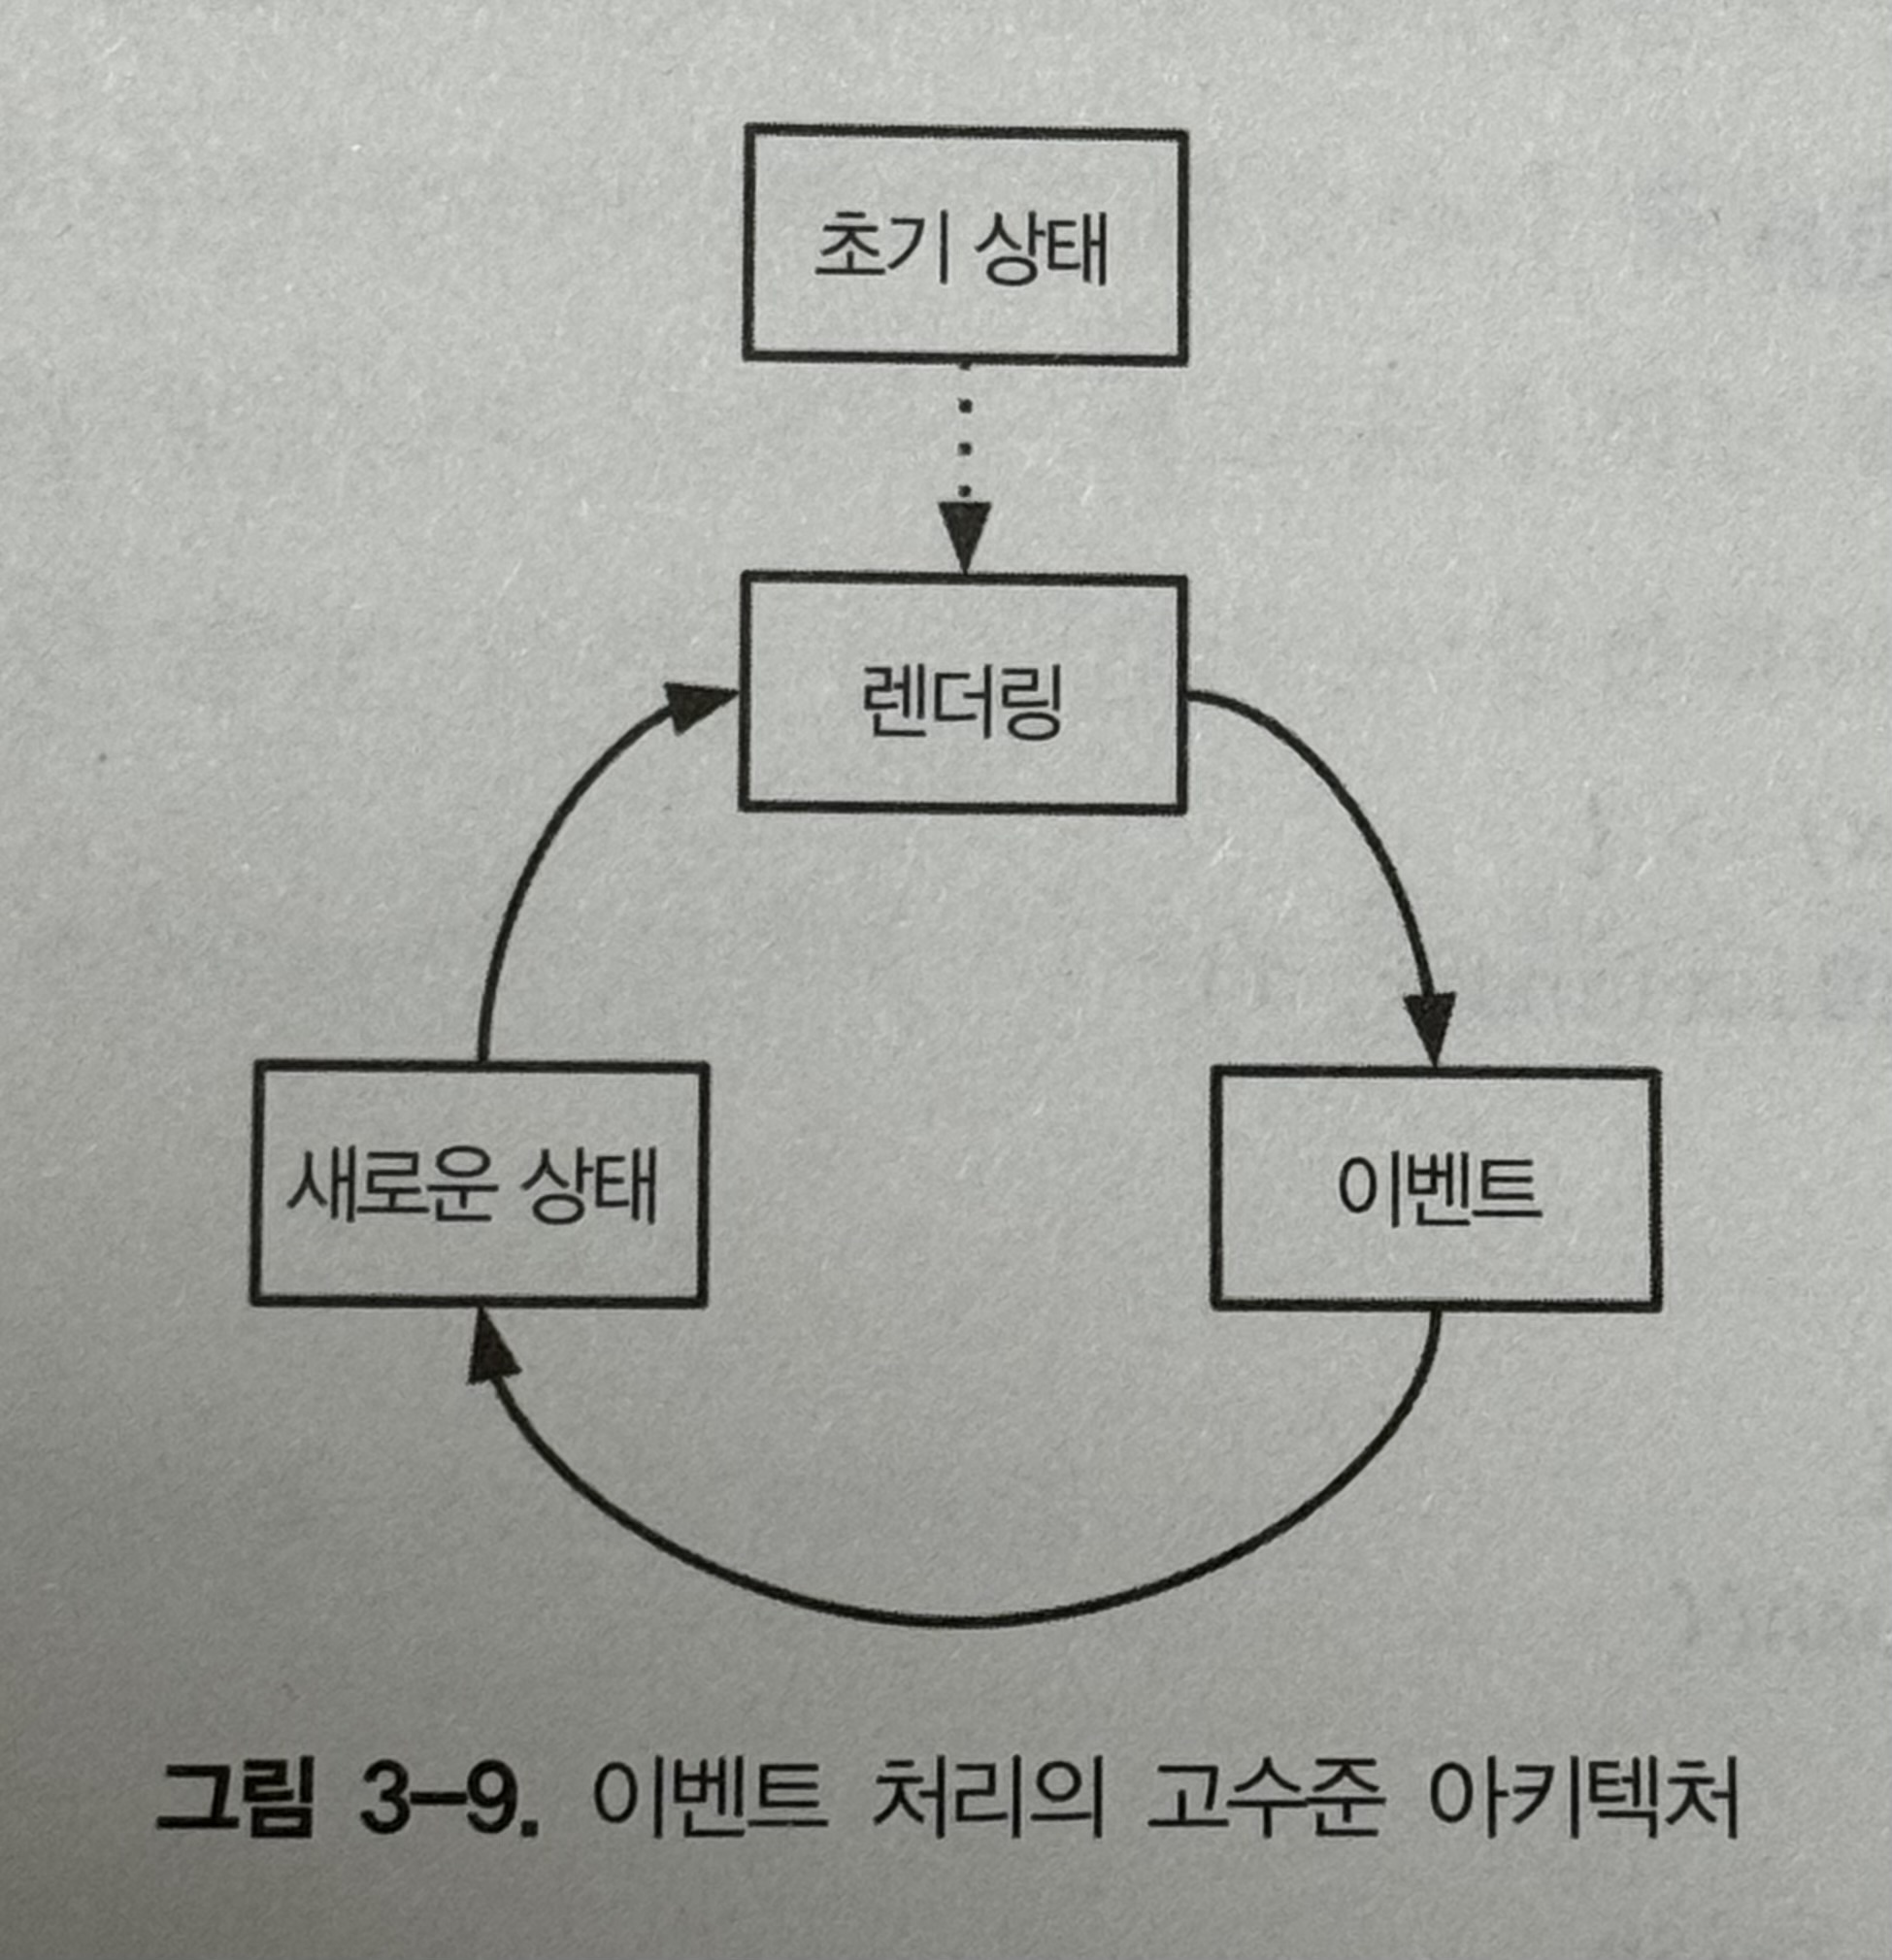 초기 상태
렌더링
새로운 상태
이벤트
그림 3-9. 이벤트 처리의 고수준 아키텍처